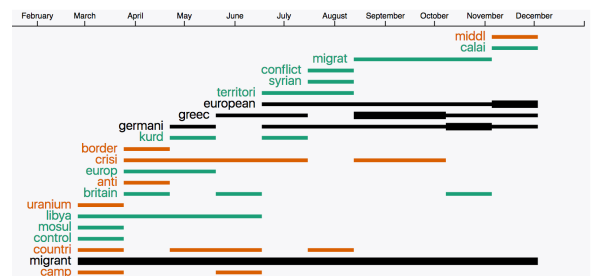 February March April May June July August September October November December
middl
calai
migrat
conflict
syrian
territori
european
greec
germani
kurd
border
crisi
europ
anti
britain
uranium
libya
mosul
control
countri
migrant
camp